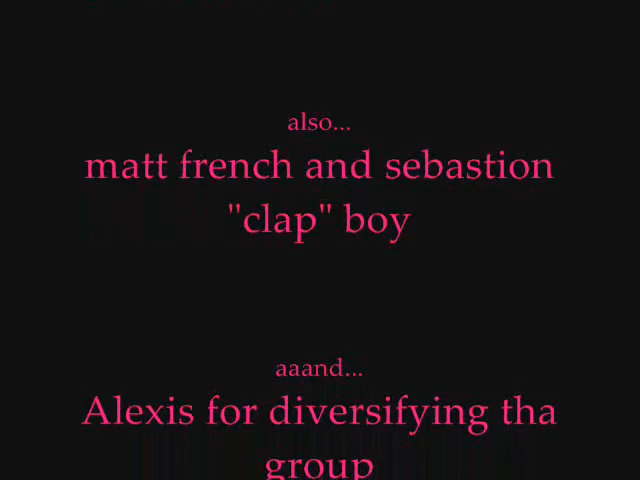 also...
matt french and sebastion
"clap" boy
aaand...
Alexis for diversifying tha
group